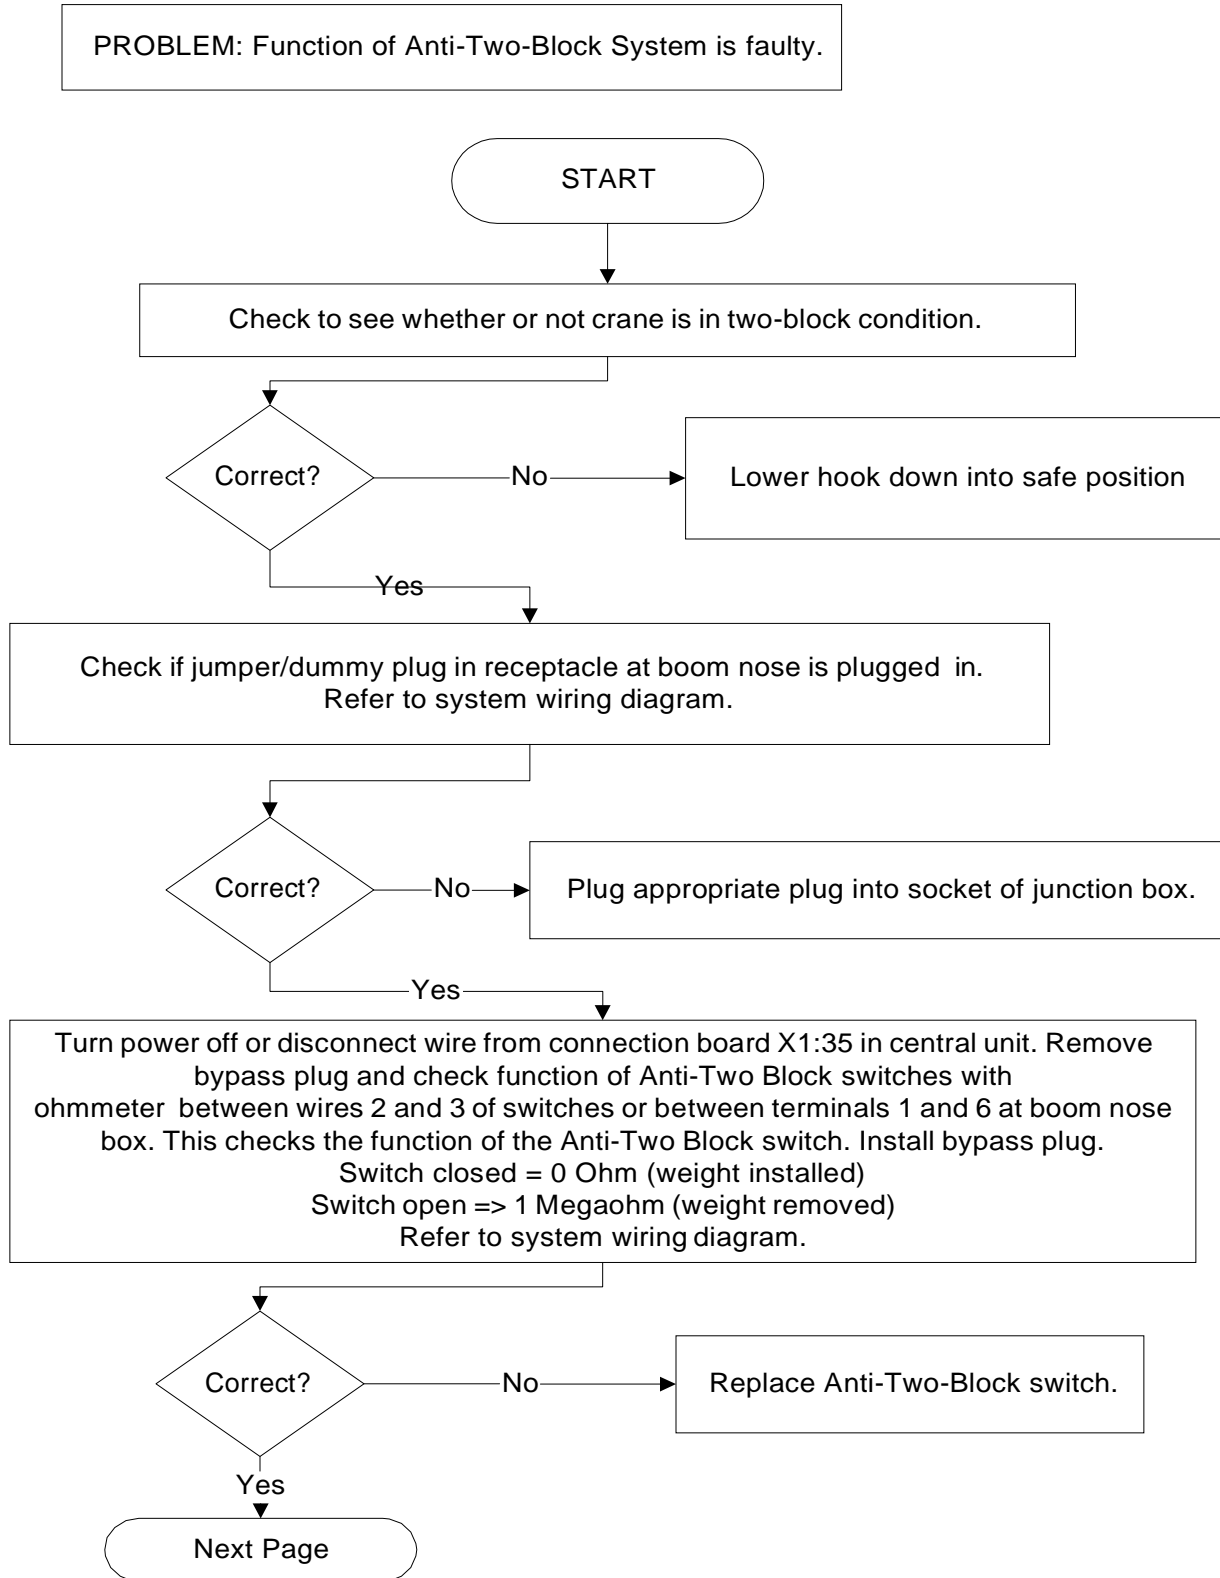 PROBLEM: Function of Anti-Two-Block System is faulty.
START
Check to see whether or not crane is in two-block condition.
Correct?
No
Lower hook down into safe position
Yes
Check if jumper/dummy plug in receptacle at boom nose is plugged in.
Refer to system wiring diagram.
Correct?
No
Plug appropriate plug into socket of junction box.
Yes
Turn power off or disconnect wire from connection board X1:35 in central unit. Remove
bypass plug and check function of Anti-Two Block switches with
ohmmeter between wires 2 and 3 of switches or between terminals 1 and 6 at boom nose
box. This checks the function of the Anti-Two Block switch. Install bypass plug.
Switch closed = 0 Ohm (weight installed)
Switch open => 1 Megaohm (weight removed)
Refer to system wiring diagram.
Correct?
No
Replace Anti-Two-Block switch.
Yes
Next Page